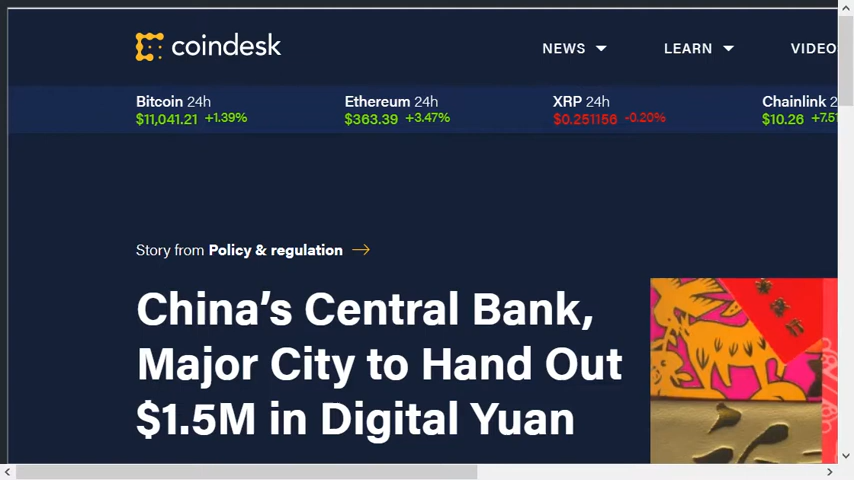 coindesk
NEWS LEARN VIDEO
Bitcoin 24h Ethereum 24h XRP 24h Chainlink 2
$11,041.21 +1.39% $363.39 +3.47% $0.251156 -0.20% $10.26 +7.5
Story from Policy & regulation
China's Central Bank,
Major City to Hand Out
$1.5M in Digital Yuan